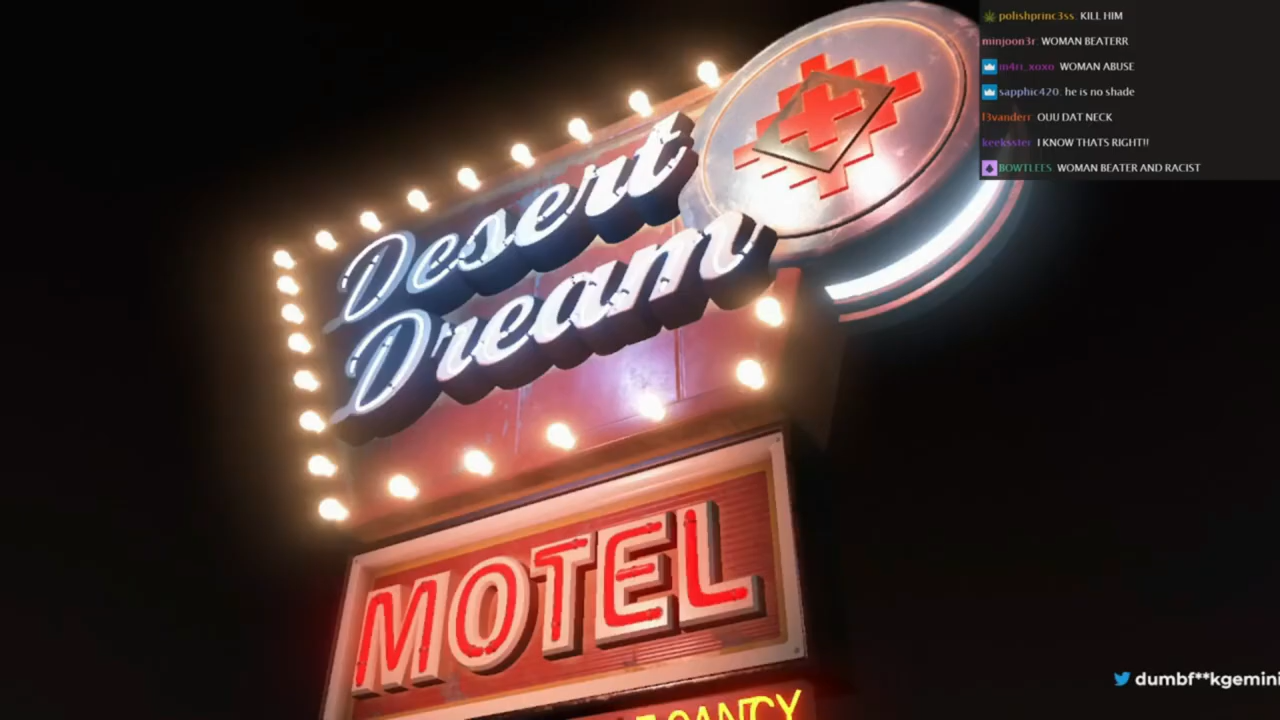 polishprinc3ss: KILL HIM
minjoon3r: WOMAN BEATERR
m4ri_xoxo: WOMAN ABUSE
sapphic420: he is no shade
l3vanderr: OUU DAT NECK
keeksster: I KNOW THATS RIGHT!!
BOWTLEES: WOMAN BEATER AND RACIST
Desert
Dream
MOTEL
dumbf**kgemini